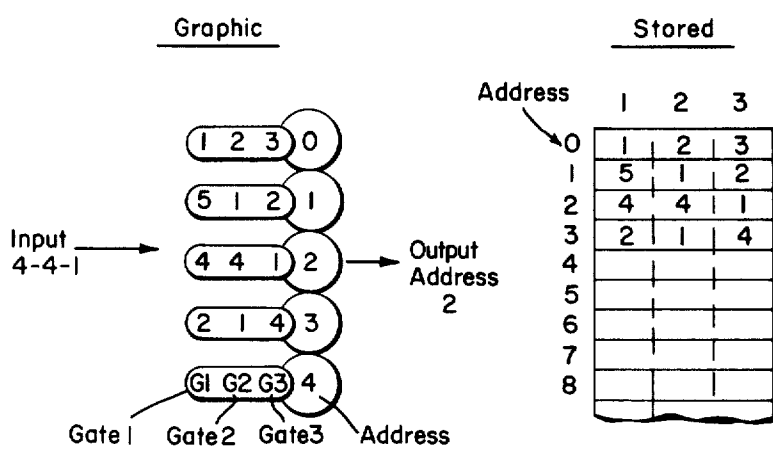 Graphic
1 2 3 0
5 1 2 1
Input
4-4-1
4 4 1 2
Output
Address
2
2 1 4 3
G1 G2 G3 4
Gate 1 Gate 2 Gate 3 Address
Stored
Address
1 2 3
0 1 2 3
1 5 1 2
2 4 4 1
3 2 1 4
4
5
6
7
8